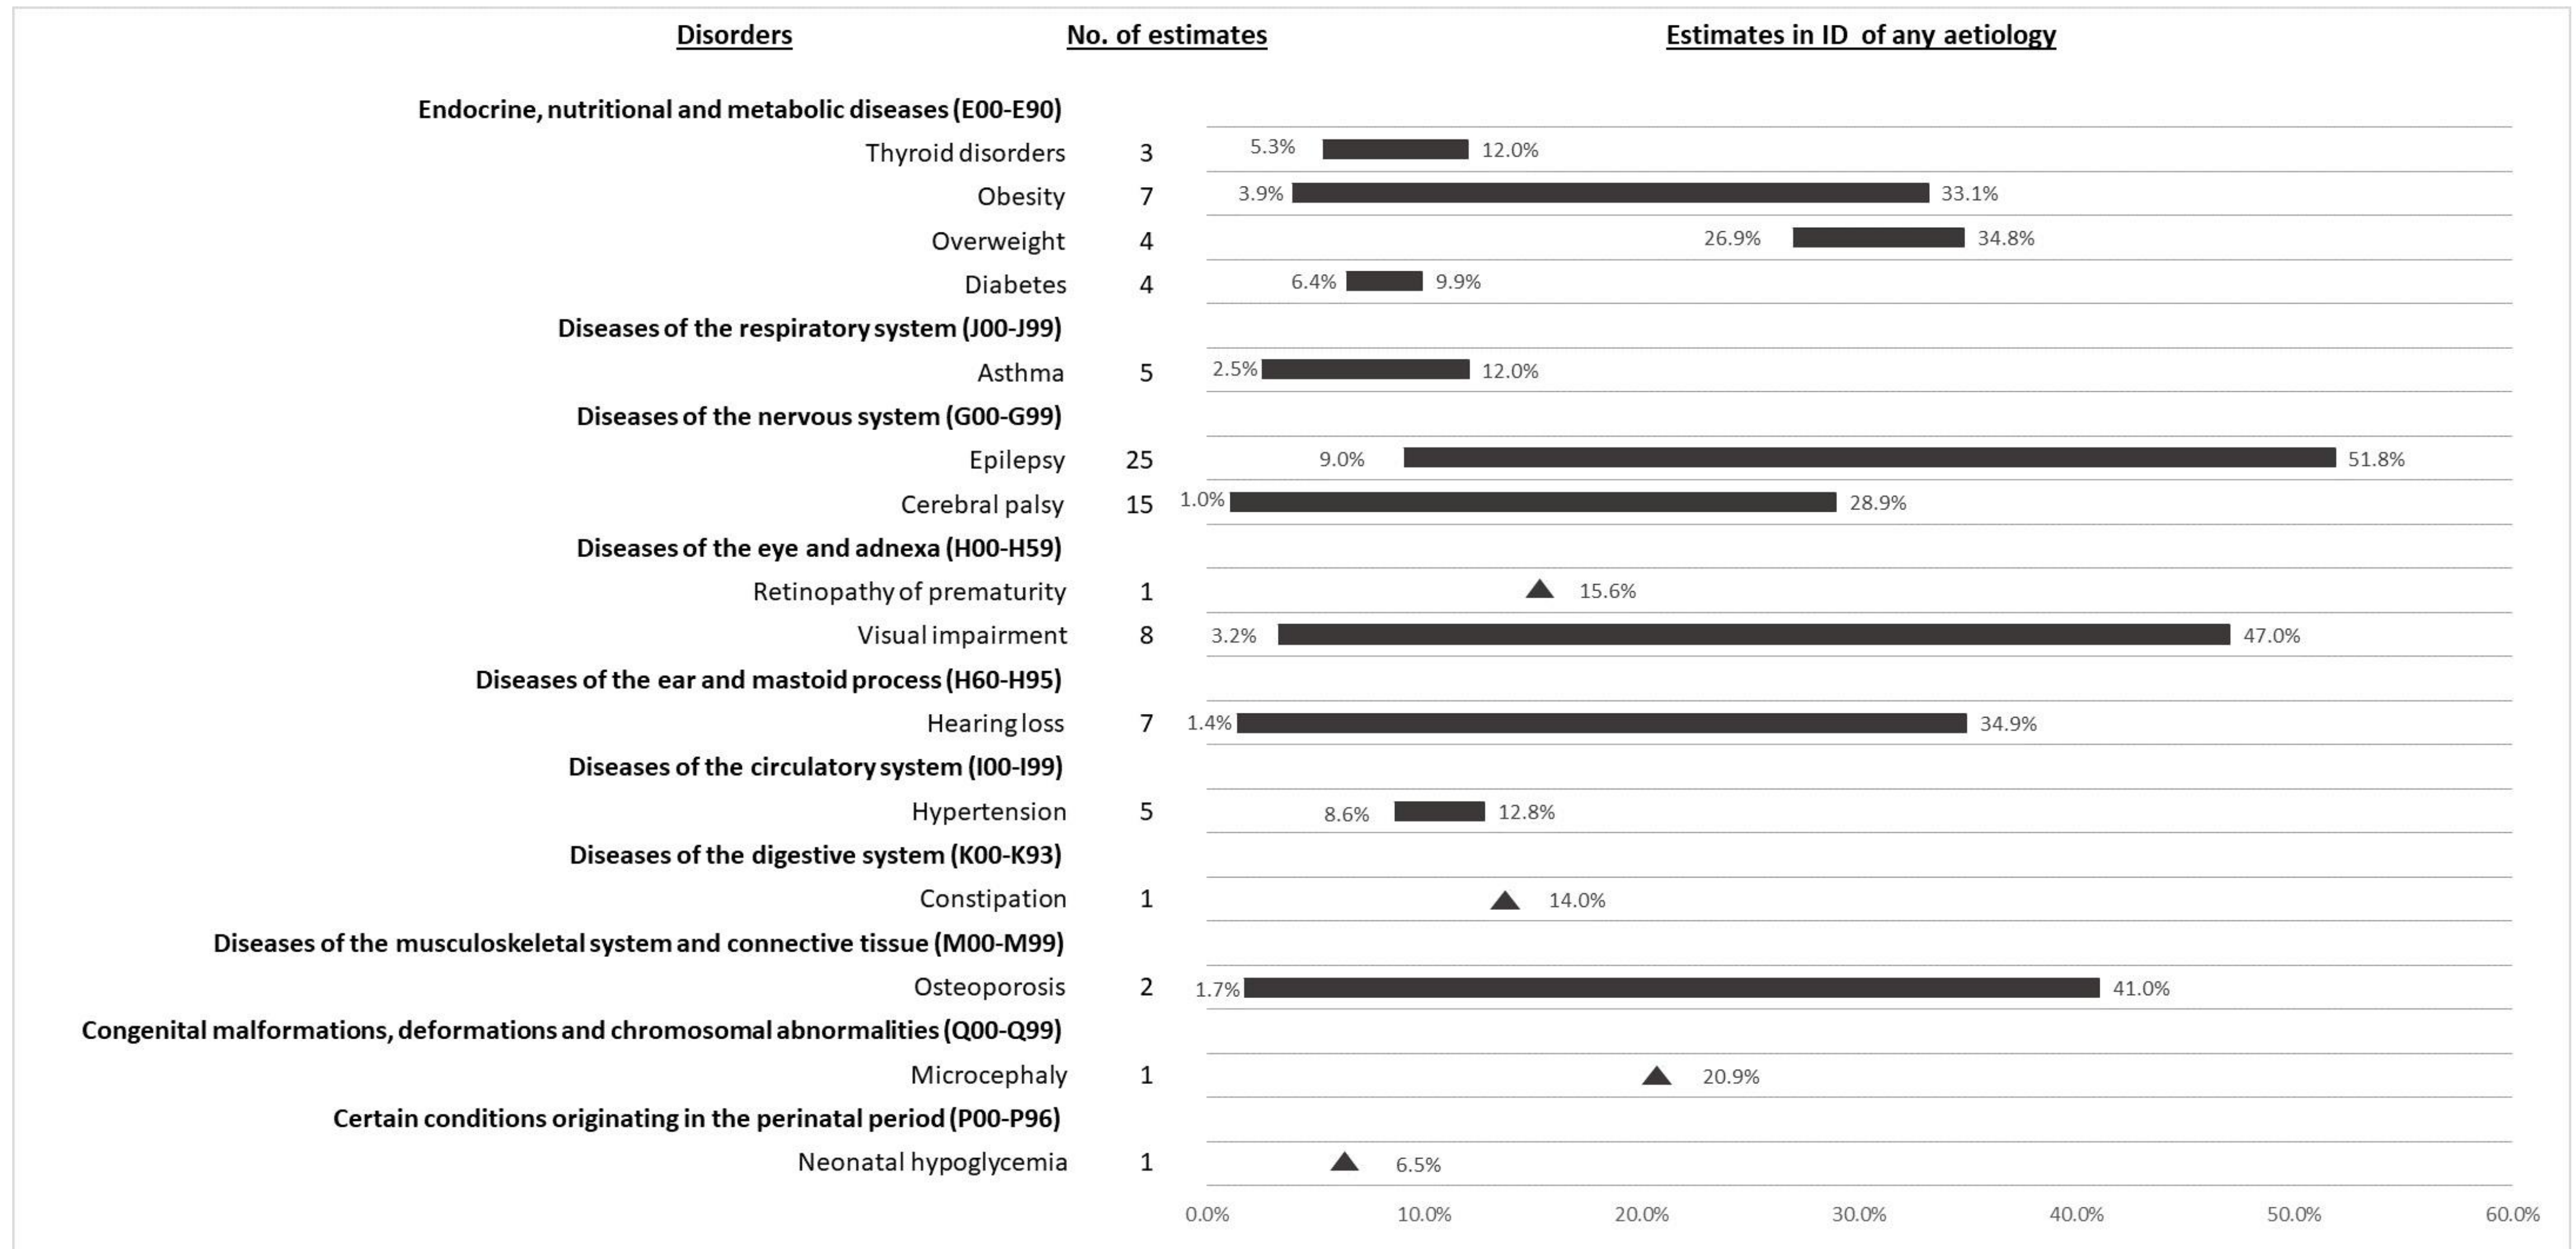 Disorders No. of estimates Estimates in ID of any aetiology
Endocrine, nutritional and metabolic diseases (E00-E90)
Thyroid disorders 3 5.3% 12.0%
Obesity 7 3.9% 33.1%
Overweight 4 26.9% 34.8%
Diabetes 4 6.4% 9.9%
Diseases of the respiratory system (J00-J99)
Asthma 5 2.5% 12.0%
Diseases of the nervous system (G00-G99)
Epilepsy 25 9.0% 51.8%
Cerebral palsy 15 1.0% 28.9%
Diseases of the eye and adnexa (H00-H59)
Retinopathy of prematurity 1 15.6%
Visual impairment 8 3.2% 47.0%
Diseases of the ear and mastoid process (H60-H95)
Hearing loss 7 1.4% 34.9%
Diseases of the circulatory system (I00-I99)
Hypertension 5 8.6% 12.8%
Diseases of the digestive system (K00-K93)
Constipation 1 14.0%
Diseases of the musculoskeletal system and connective tissue (M00-M99)
Osteoporosis 2 1.7% 41.0%
Congenital malformations, deformations and chromosomal abnormalities (Q00-Q99)
Microcephaly 1 20.9%
Certain conditions originating in the perinatal period (P00-P96)
Neonatal hypoglycemia 1 6.5%
0.0% 10.0% 20.0% 30.0% 40.0% 50.0% 60.0%